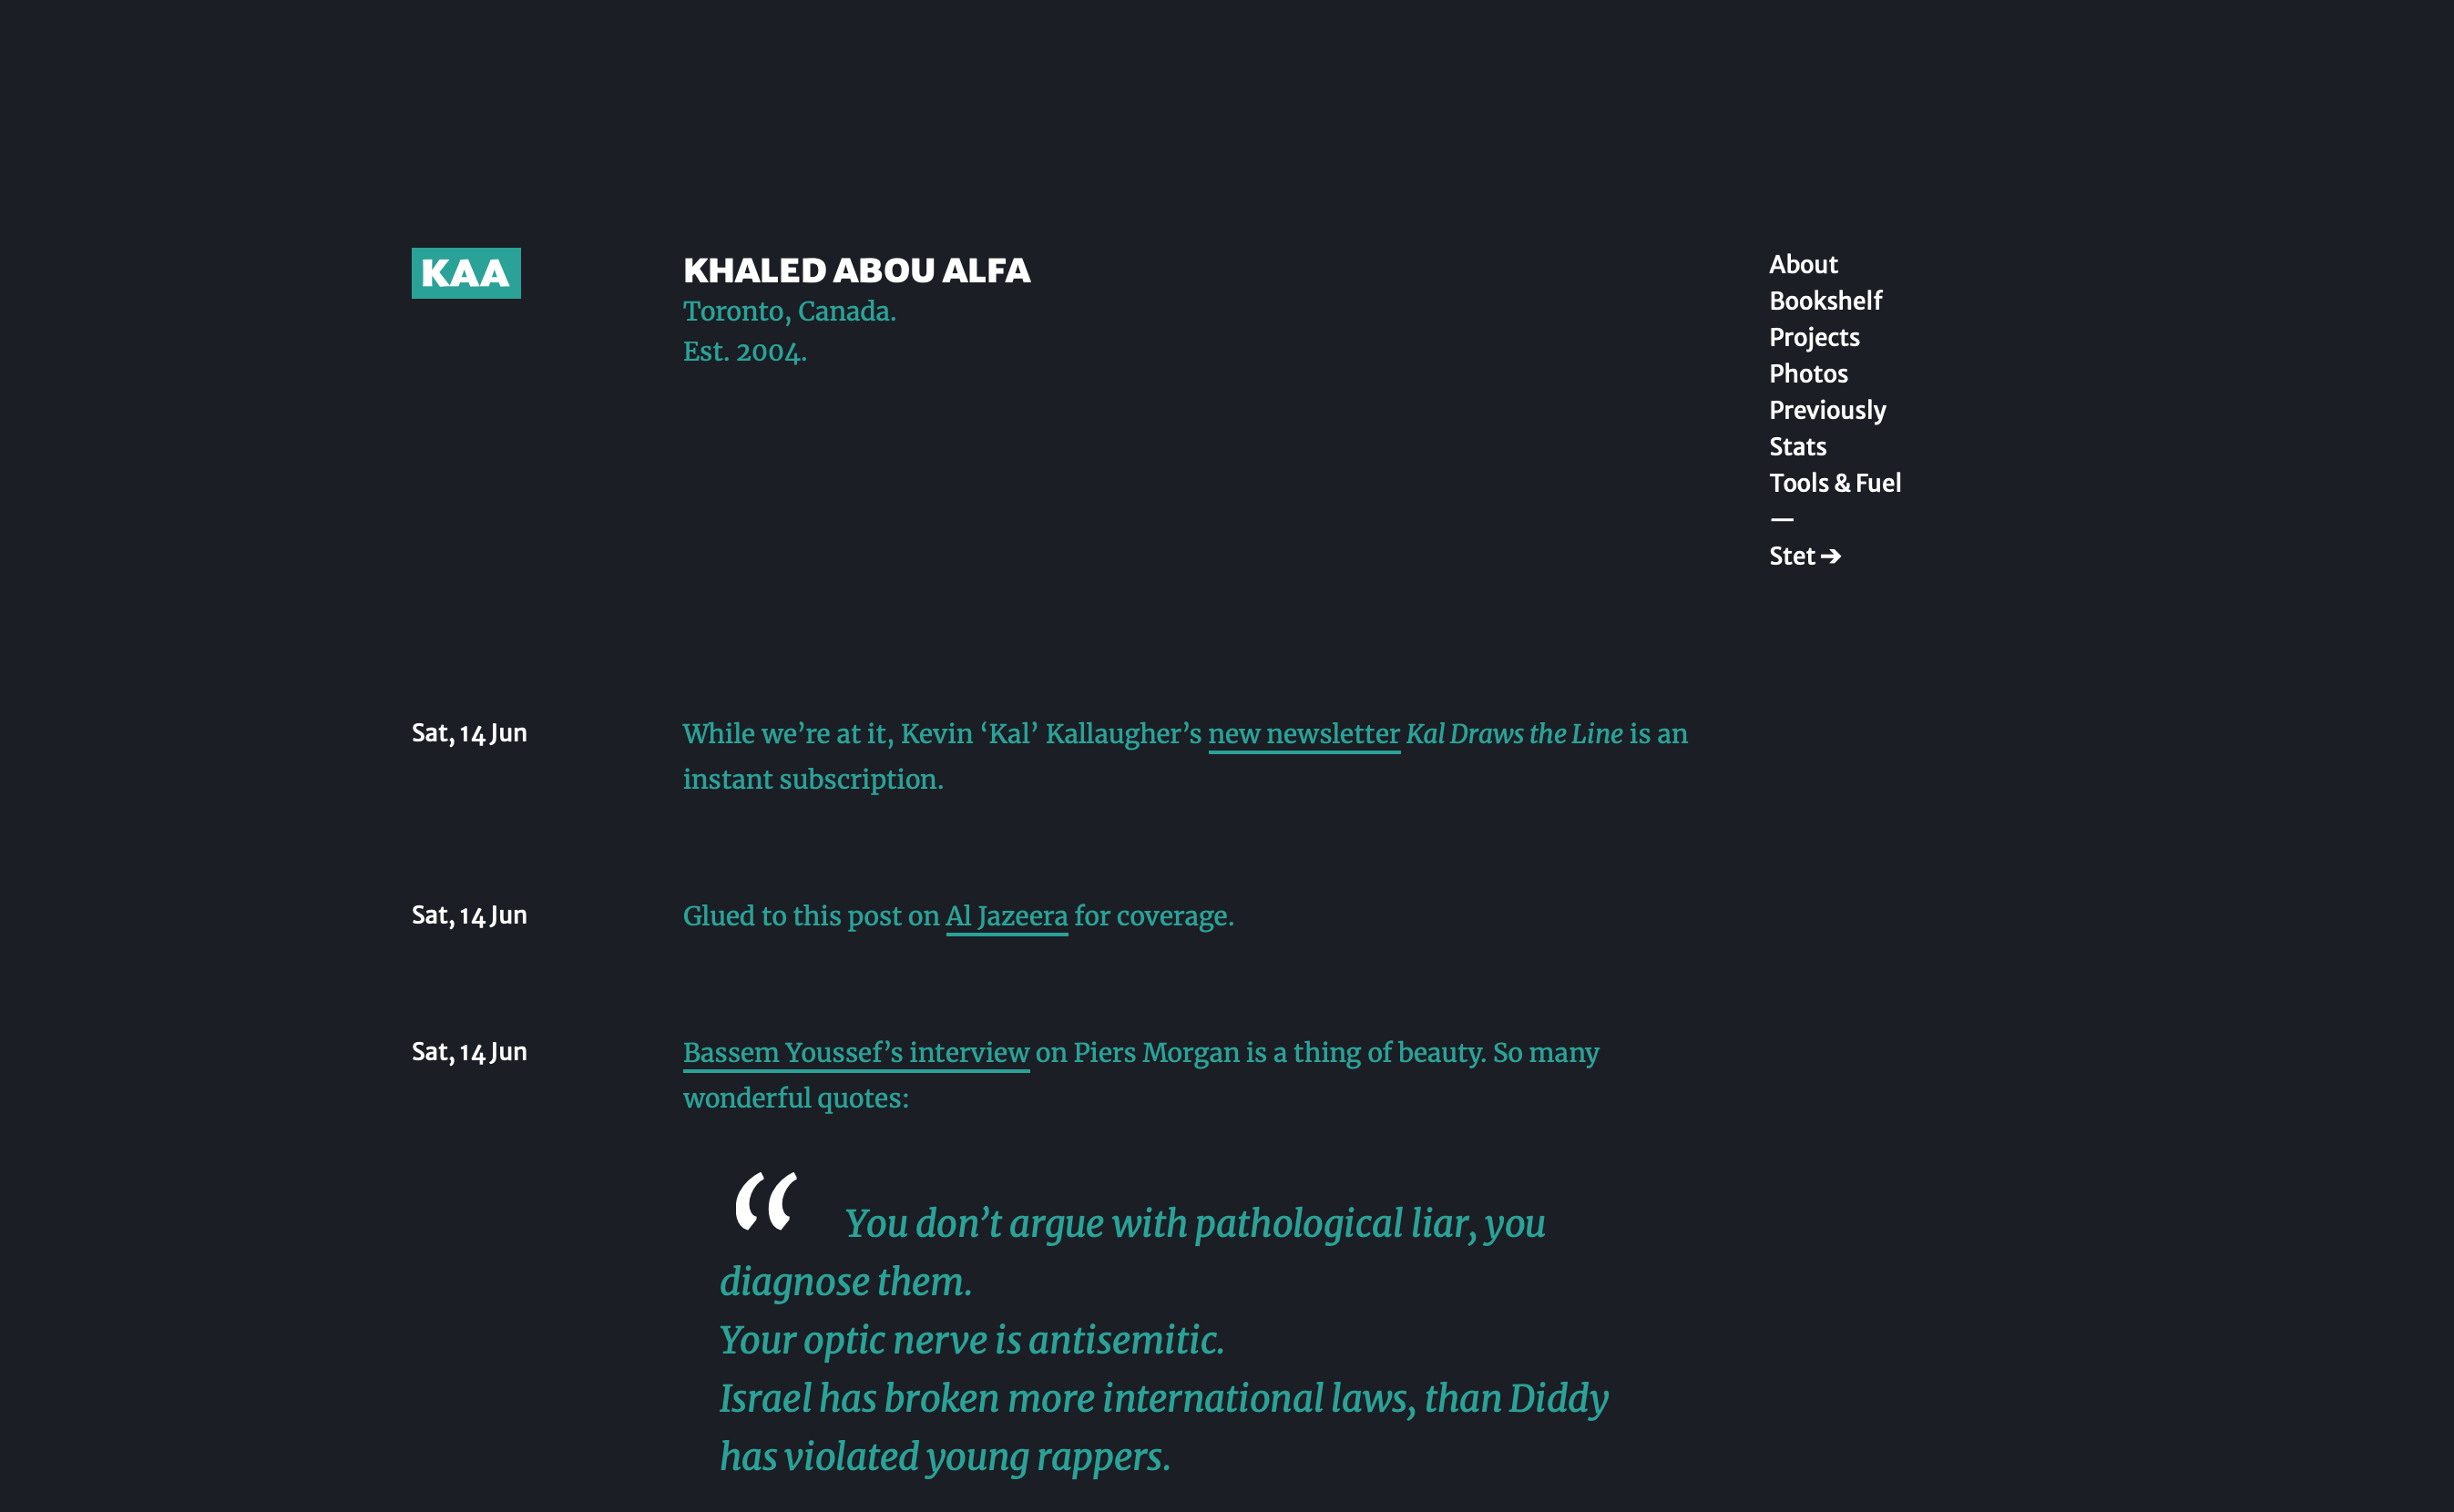 KAA
KHALED ABOU ALFA
Toronto, Canada.
Est. 2004.
About
Bookshelf
Projects
Photos
Previously
Stats
Tools & Fuel
—
Stet ➔
Sat, 14 Jun
While we’re at it, Kevin ‘Kal’ Kallaugher’s new newsletter Kal Draws the Line is an
instant subscription.
Sat, 14 Jun
Glued to this post on Al Jazeera for coverage.
Sat, 14 Jun
Bassem Youssef’s interview on Piers Morgan is a thing of beauty. So many
wonderful quotes:
“ You don’t argue with pathological liar, you
diagnose them.
Your optic nerve is antisemitic.
Israel has broken more international laws, than Diddy
has violated young rappers.